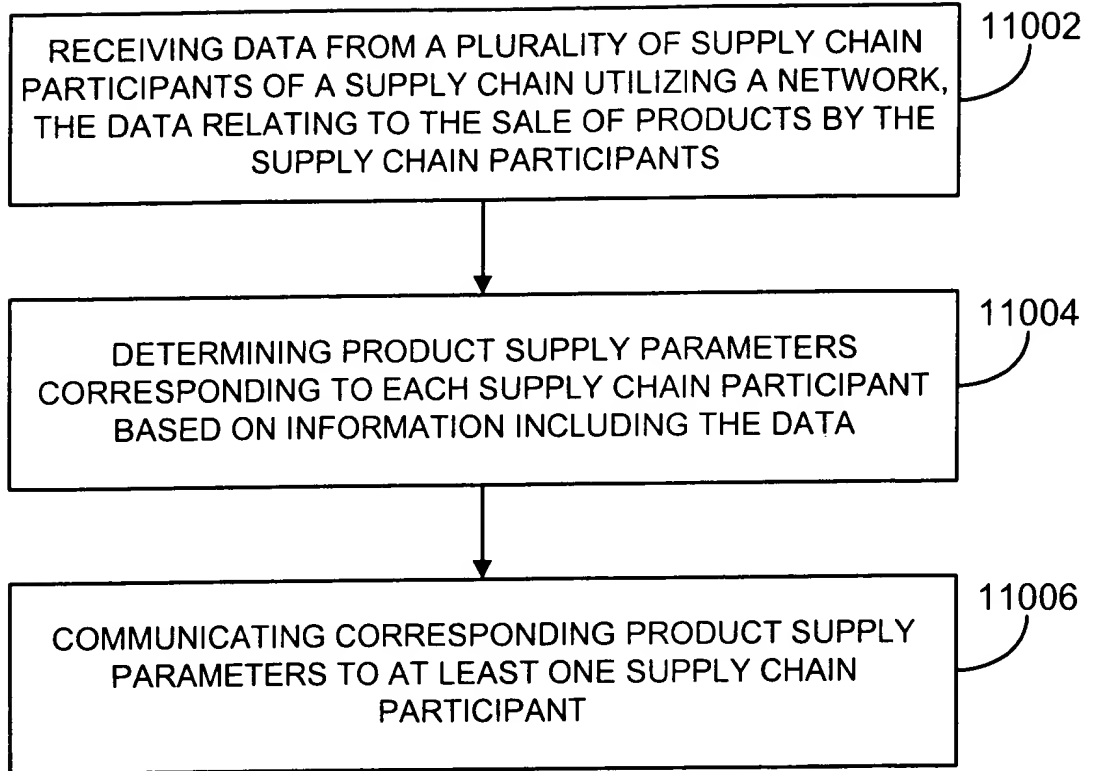 RECEIVING DATA FROM A PLURALITY OF SUPPLY CHAIN
PARTICIPANTS OF A SUPPLY CHAIN UTILIZING A NETWORK,
THE DATA RELATING TO THE SALE OF PRODUCTS BY THE
SUPPLY CHAIN PARTICIPANTS
11002
DETERMINING PRODUCT SUPPLY PARAMETERS
CORRESPONDING TO EACH SUPPLY CHAIN PARTICIPANT
BASED ON INFORMATION INCLUDING THE DATA
11004
COMMUNICATING CORRESPONDING PRODUCT SUPPLY
PARAMETERS TO AT LEAST ONE SUPPLY CHAIN
PARTICIPANT
11006